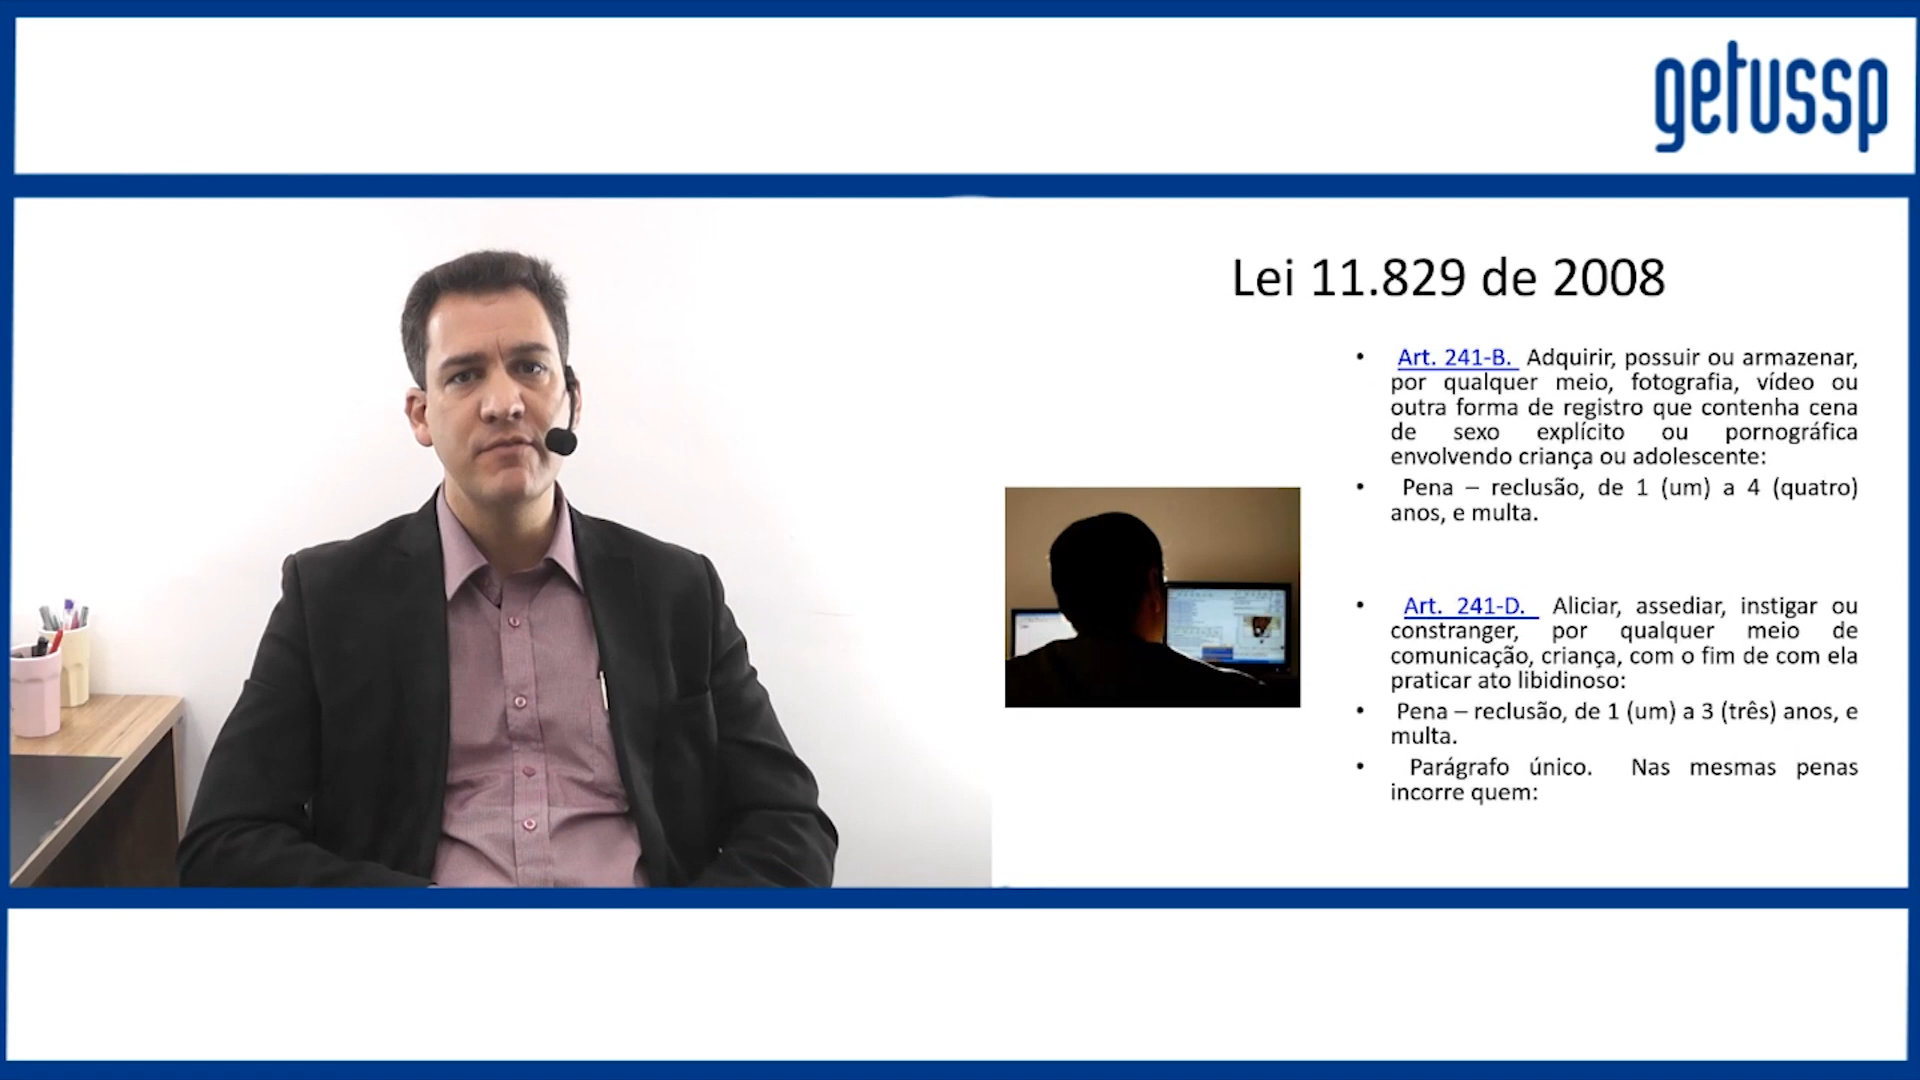 getussp
Lei 11.829 de 2008
• Art. 241-B. Adquirir, possuir ou armazenar,
por qualquer meio, fotografia, vídeo ou
outra forma de registro que contenha cena
de sexo explícito ou pornográfica
envolvendo criança ou adolescente:
• Pena – reclusão, de 1 (um) a 4 (quatro)
anos, e multa.
• Art. 241-D. Aliciar, assediar, instigar ou
constranger, por qualquer meio de
comunicação, criança, com o fim de com ela
praticar ato libidinoso:
• Pena – reclusão, de 1 (um) a 3 (três) anos, e
multa.
• Parágrafo único. Nas mesmas penas
incorre quem: